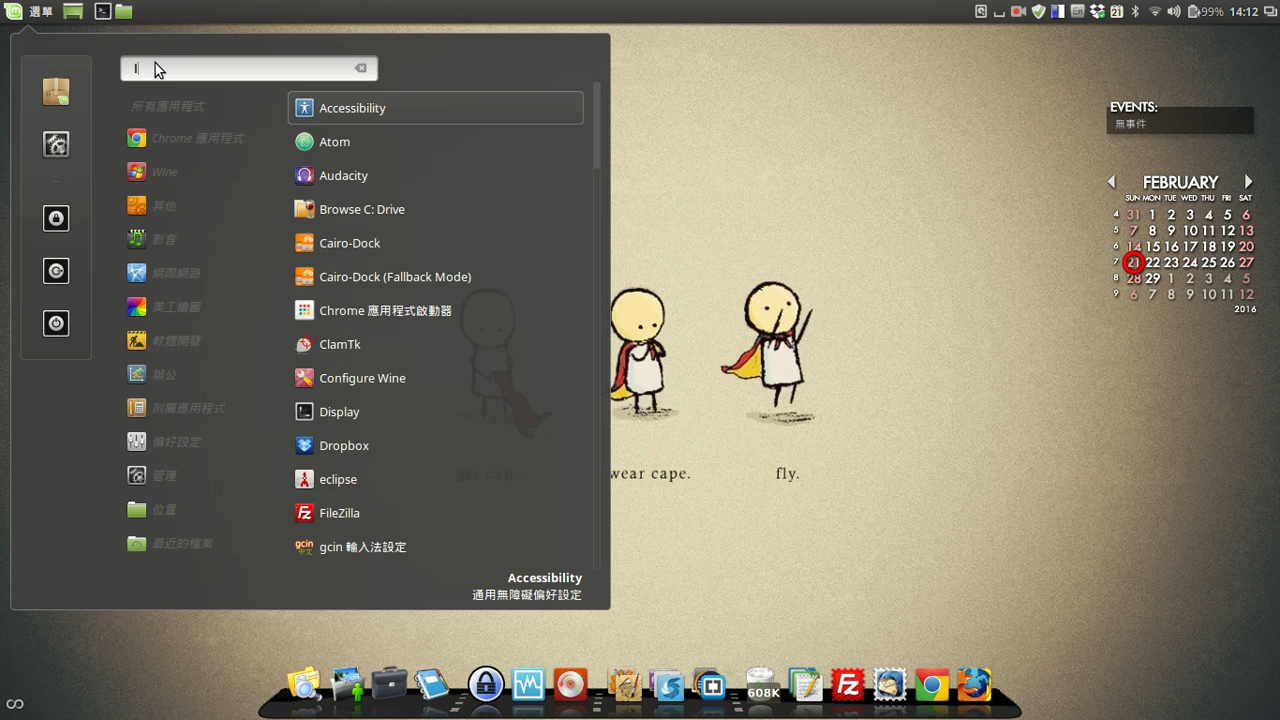 選單
21
En
99%
14:12
l
所有應用程式
Chrome 應用程式
Wine
其他
影音
網際網路
美工繪圖
軟體開發
辦公
附屬應用程式
偏好設定
管理
位置
最近的檔案
Accessibility
Atom
Audacity
Browse C: Drive
Cairo-Dock
Cairo-Dock (Fallback Mode)
Chrome 應用程式啟動器
ClamTk
Configure Wine
Display
Dropbox
eclipse
FileZilla
gcin 輸入法設定
Accessibility
通用無障礙偏好設定
get cape.
wear cape.
fly.
EVENTS:
無事件
FEBRUARY
SUN MON TUE WED THU FRI SAT
4 31 1 2 3 4 5 6
5 7 8 9 10 11 12 13
6 14 15 16 17 18 19 20
7 21 22 23 24 25 26 27
8 28 29 1 2 3 4 5
9 6 7 8 9 10 11 12
2016
608K